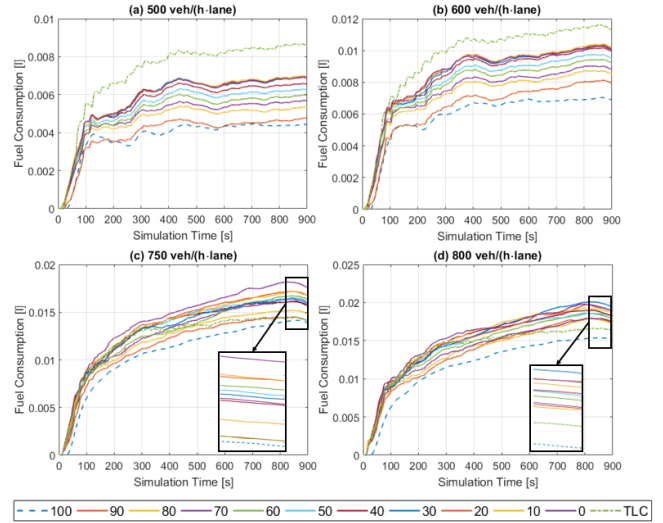 (a) 500 veh/(h·lane)
0.01
0.008
0.006
0.004
0.002
0
Fuel Consumption [l]
0 100 200 300 400 500 600 700 800 900
Simulation Time [s]
(b) 600 veh/(h·lane)
0.012
0.01
0.008
0.006
0.004
0.002
0
Fuel Consumption [l]
0 100 200 300 400 500 600 700 800 900
Simulation Time [s]
(c) 750 veh/(h·lane)
0.02
0.015
0.01
0.005
0
Fuel Consumption [l]
0 100 200 300 400 500 600 700 800 900
Simulation Time [s]
(d) 800 veh/(h·lane)
0.025
0.02
0.015
0.01
0.005
0
Fuel Consumption [l]
0 100 200 300 400 500 600 700 800 900
Simulation Time [s]
100 90 80 70 60 50 40 30 20 10 0 TLC